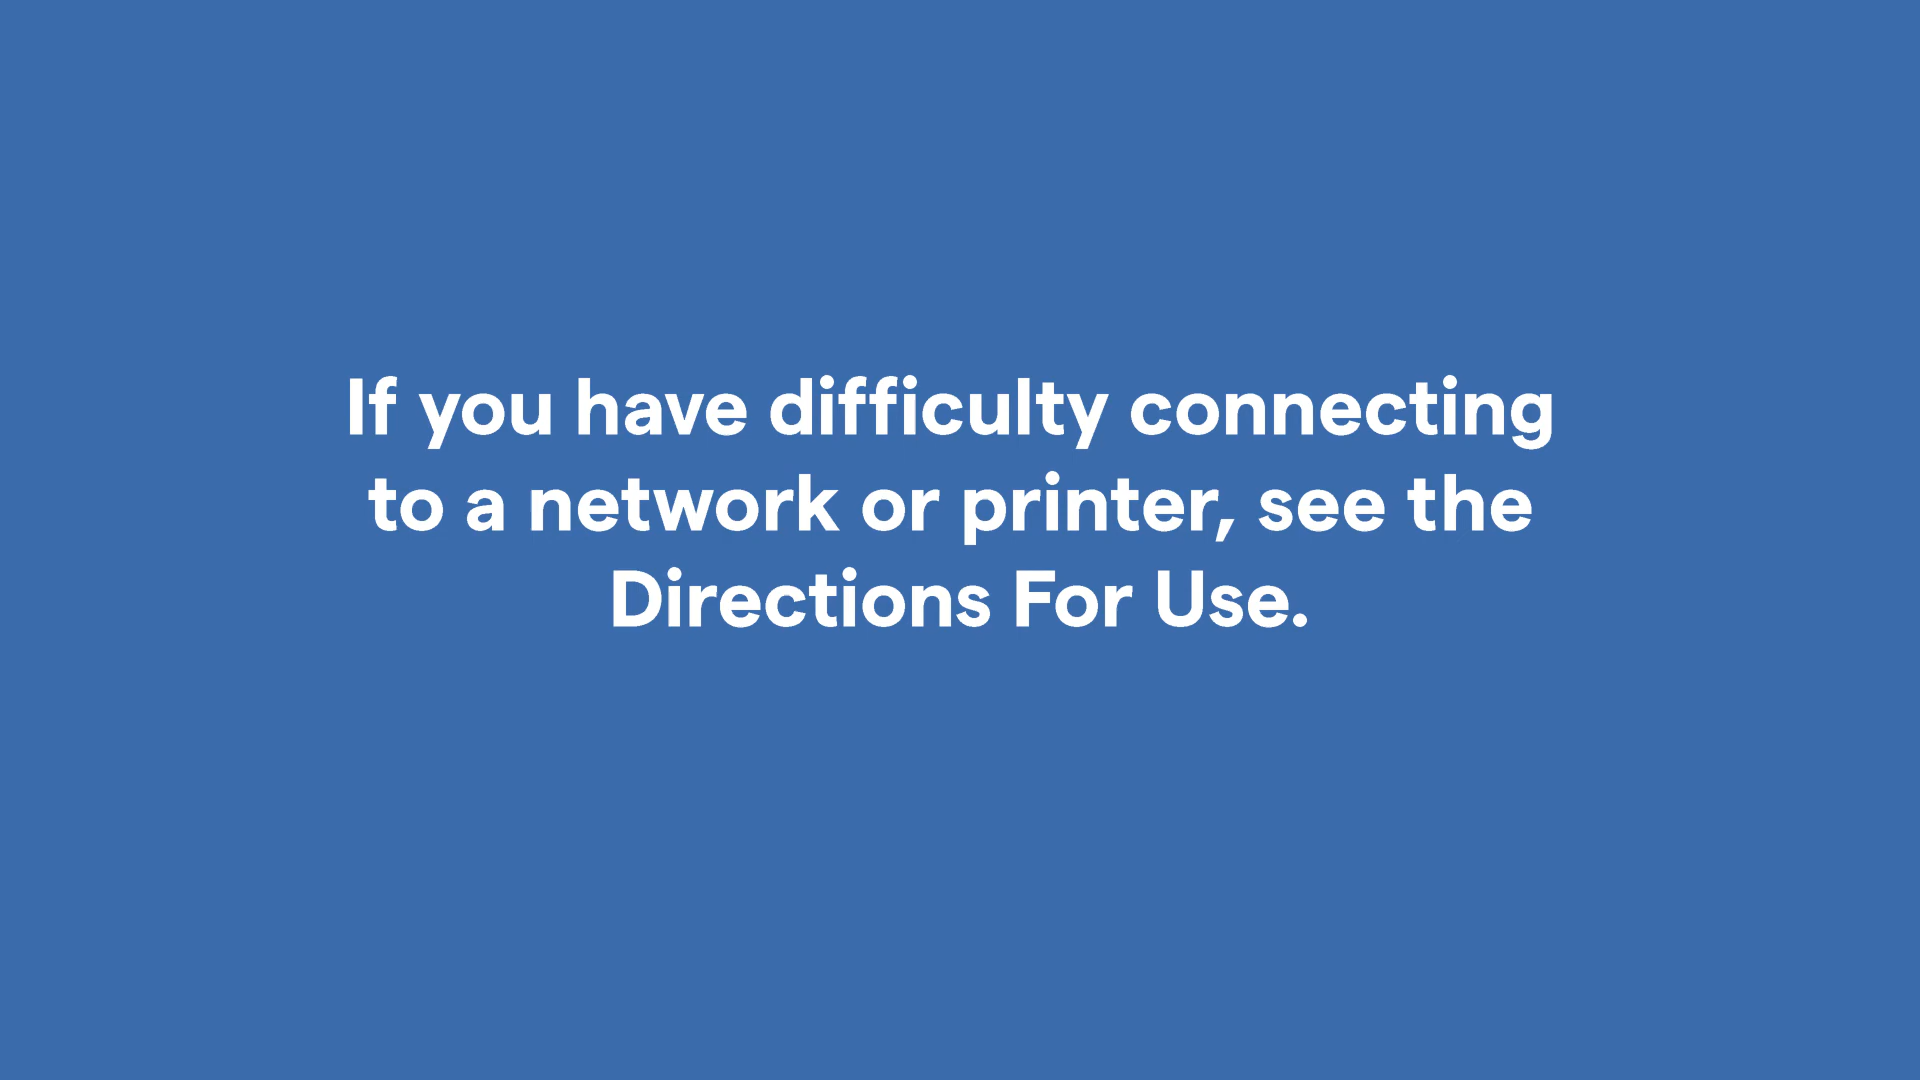 If you have difficulty connecting
to a network or printer, see the
Directions For Use.